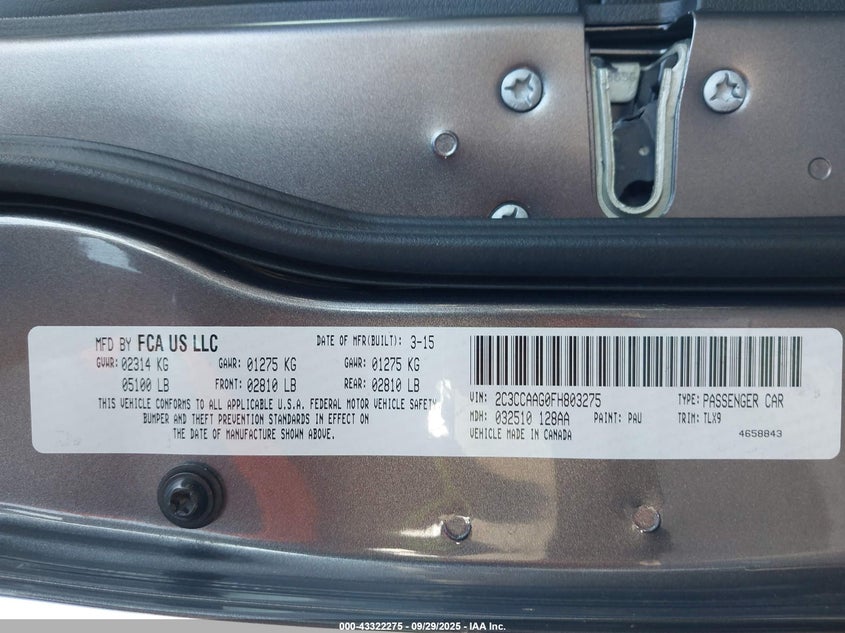 MFD BY FCA US LLC DATE OF MFR(BUILT): 3-15
GVWR: 02314 KG GAWR: 01275 KG GAWR: 01275 KG
05100 LB FRONT: 02810 LB REAR: 02810 LB
THIS VEHICLE CONFORMS TO ALL APPLICABLE U.S.A. FEDERAL MOTOR VEHICLE SAFETY,
BUMPER AND THEFT PREVENTION STANDARDS IN EFFECT ON
THE DATE OF MANUFACTURE SHOWN ABOVE.
VIN: 2C3CCAAG0FH803275 TYPE: PASSENGER CAR
MDH: 032510 128AA PAINT: PAU TRIM: TLX9
VEHICLE MADE IN CANADA 4658843
000-43322275 - 09/29/2025 - IAA Inc.